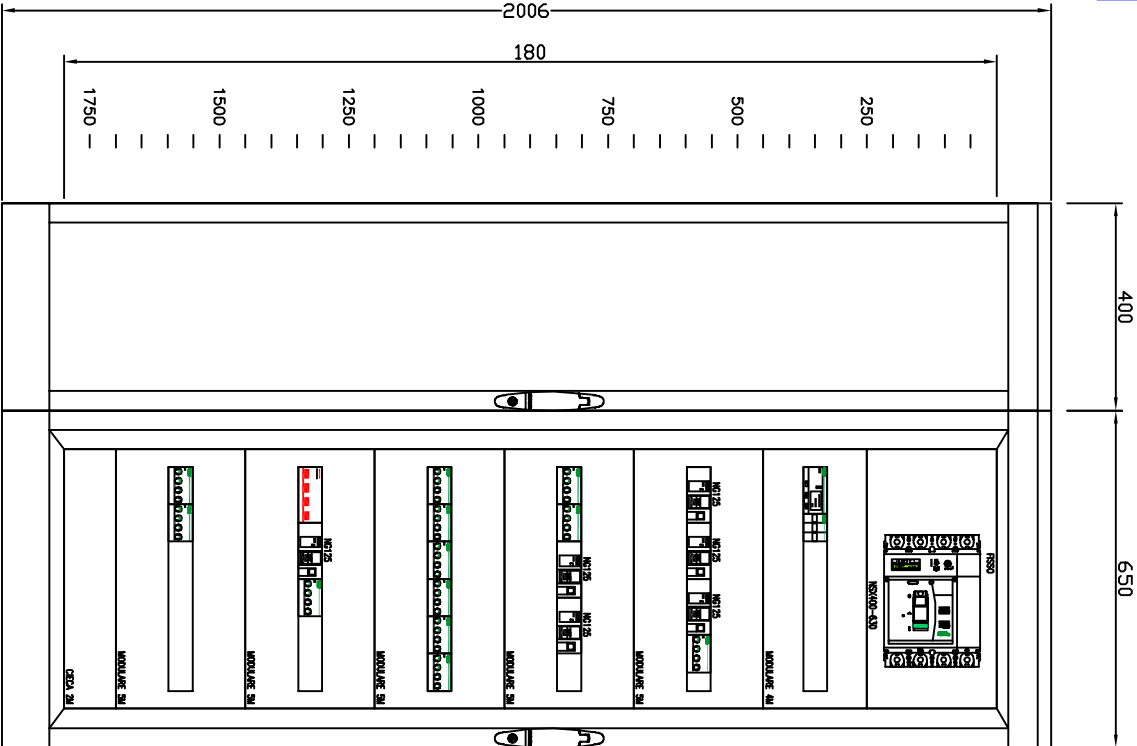 2006
180
1750
1500
1250
1000
750
500
250
400
650
FISSO
NSX400-630
MODULARE 4M
NG125
NG125
NG125
MODULARE 5M
NG125
NG125
MODULARE 5M
MODULARE 5M
NG125
MODULARE 5M
MODULARE 5M
CIECA 2M